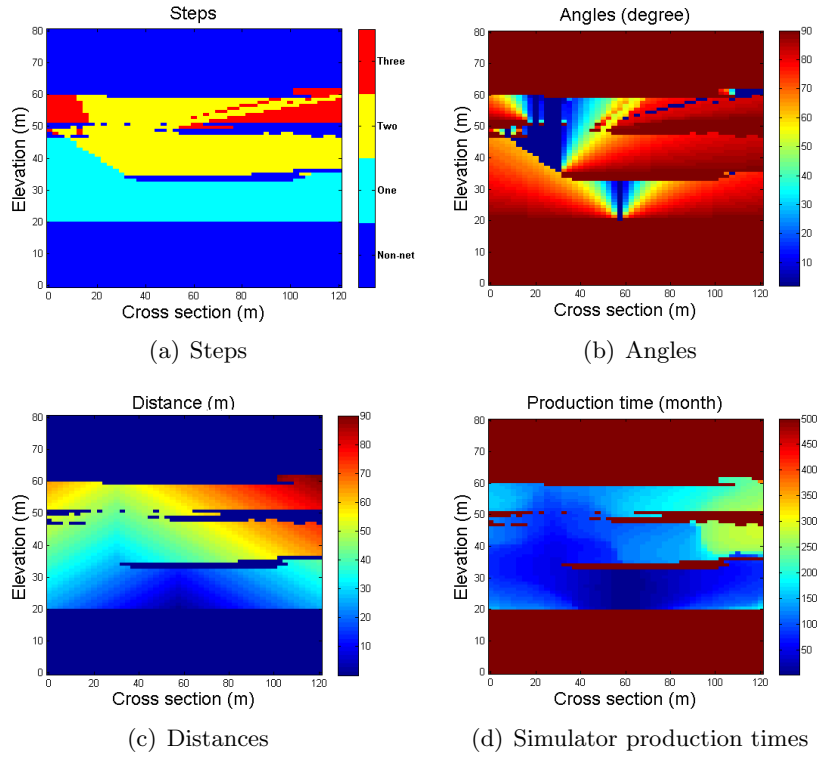 Steps
80
70
60
50
40
30
20
10
0
Elevation (m)
0 20 40 60 80 100 120
Cross section (m)
Three
Two
One
Non-net
(a) Steps
Angles (degree)
80
70
60
50
40
30
20
10
0
Elevation (m)
0 20 40 60 80 100 120
Cross section (m)
90
80
70
60
50
40
30
20
10
(b) Angles
Distance (m)
80
70
60
50
40
30
20
10
0
Elevation (m)
0 20 40 60 80 100 120
Cross section (m)
90
80
70
60
50
40
30
20
10
(c) Distances
Production time (month)
80
70
60
50
40
30
20
10
0
Elevation (m)
0 20 40 60 80 100 120
Cross section (m)
500
450
400
350
300
250
200
150
100
50
(d) Simulator production times